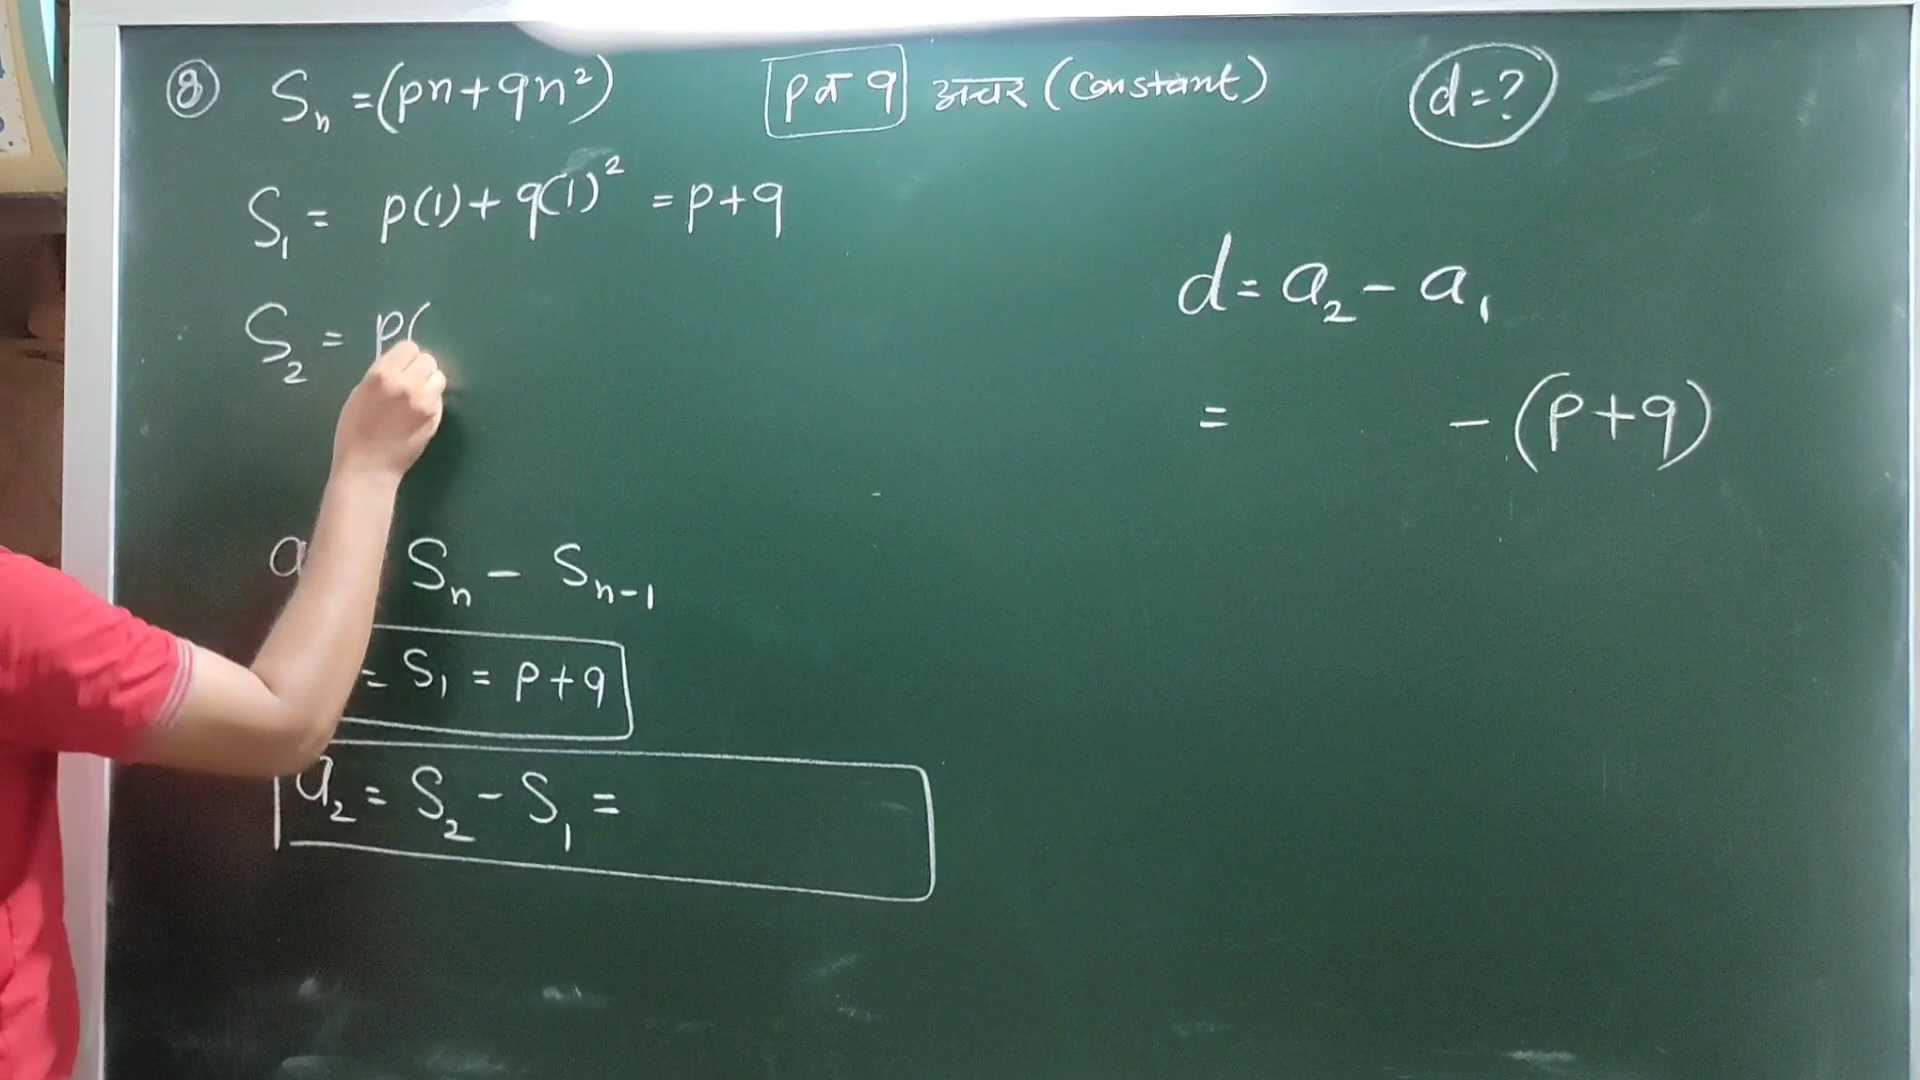 ⑧ Sₙ = (pn + qn²) p व q अचर (Constant) d = ?
S₁ = p(1) + q(1)² = p + q
S₂ = p(
d = a₂ - a₁
= - (p + q)
a Sₙ - Sₙ₋₁
= S₁ = p + q
a₂ = S₂ - S₁ =